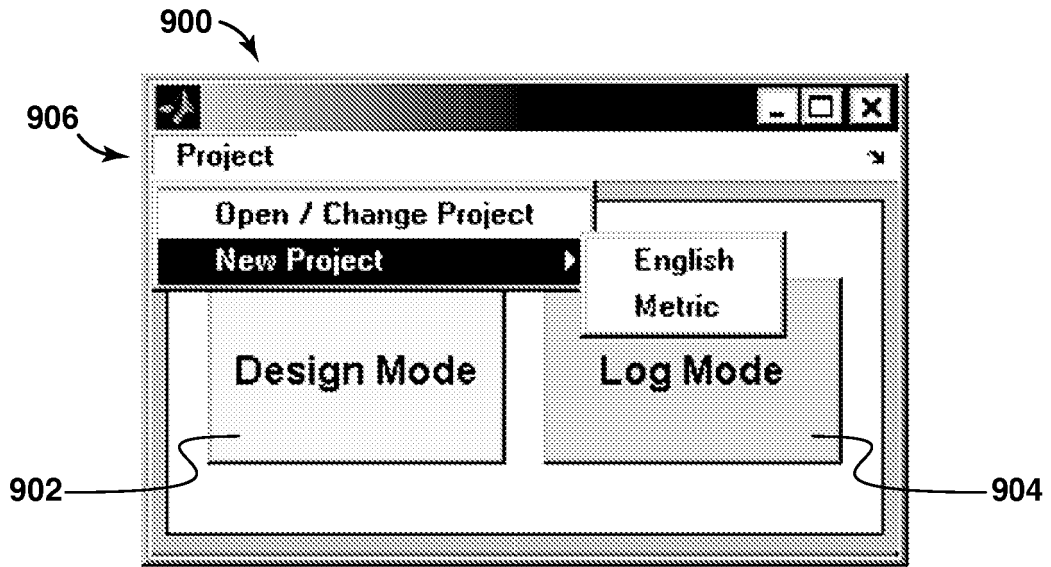 900
906
Project
Open / Change Project
New Project
English
Metric
Design Mode
Log Mode
902
904